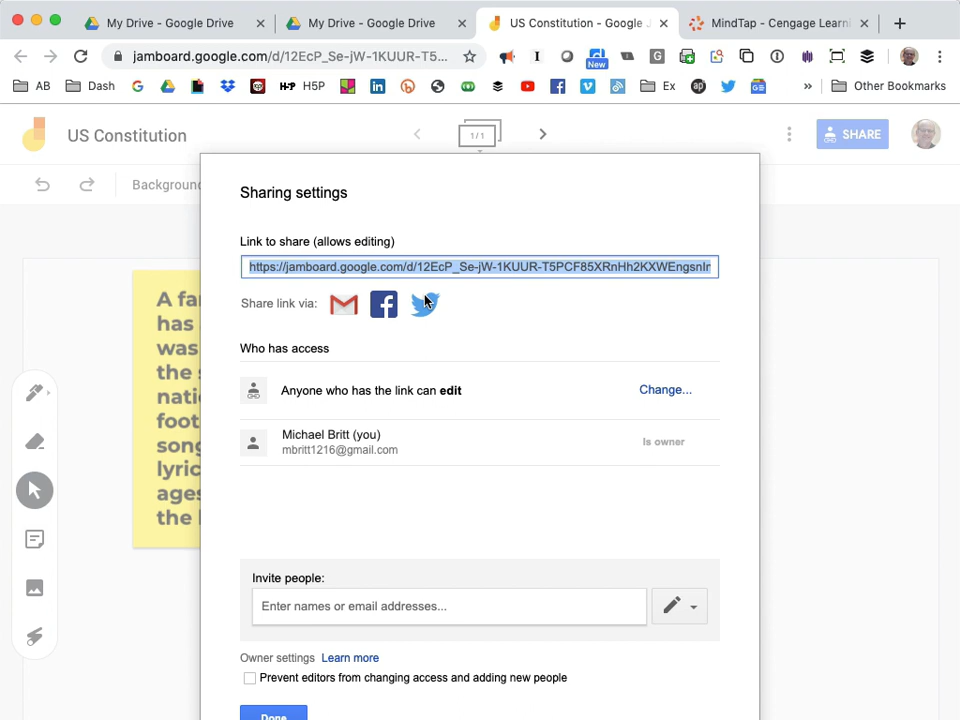 My Drive - Google Drive
My Drive - Google Drive
US Constitution - Google J
MindTap - Cengage Learni
jamboard.google.com/d/12EcP_Se-jW-1KUUR-T5...
New
AB
Dash
H5P
Ex
Other Bookmarks
US Constitution
1/1
SHARE
Background
A fa
has
was
the s
nati
foot
song
lyric
ages
the
Sharing settings
Link to share (allows editing)
https://jamboard.google.com/d/12EcP_Se-jW-1KUUR-T5PCF85XRnHh2KXWEngsnIr
Share link via:
Who has access
Anyone who has the link can edit
Change...
Michael Britt (you)
mbritt1216@gmail.com
Is owner
Invite people:
Enter names or email addresses...
Owner settings Learn more
Prevent editors from changing access and adding new people
Done